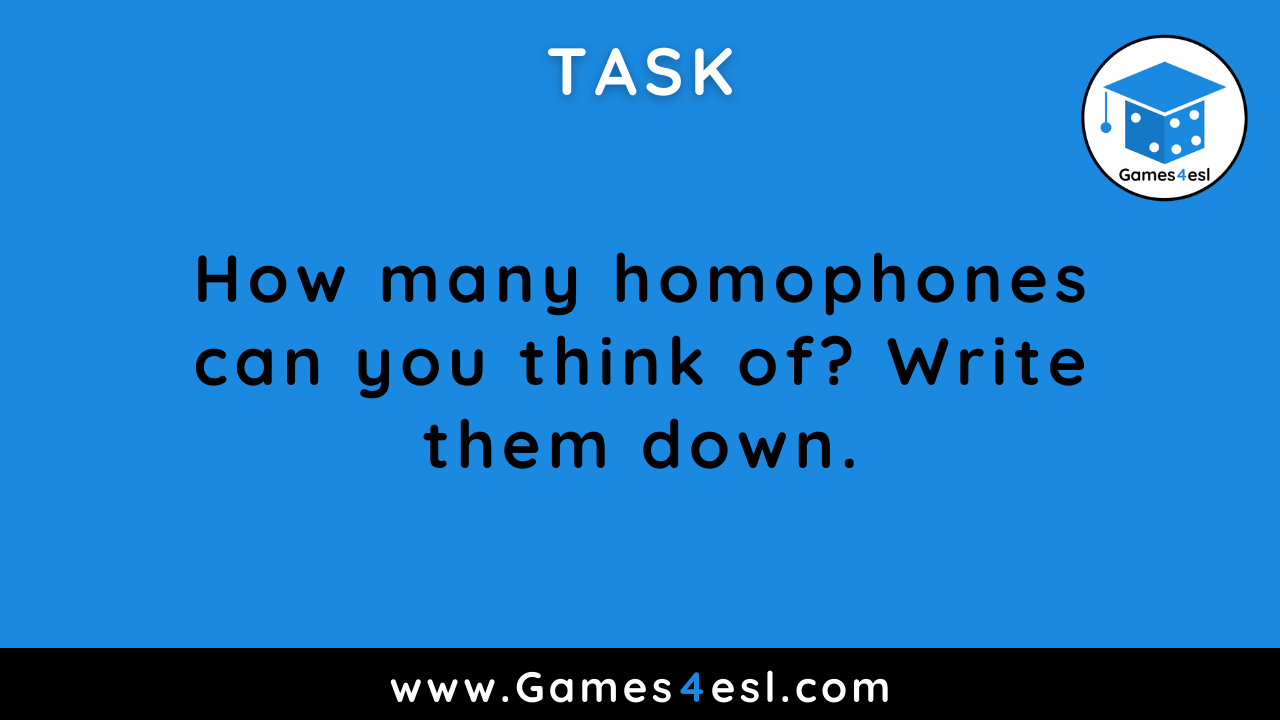 TASK
Games4esl
How many homophones
can you think of? Write
them down.
www.Games4esl.com